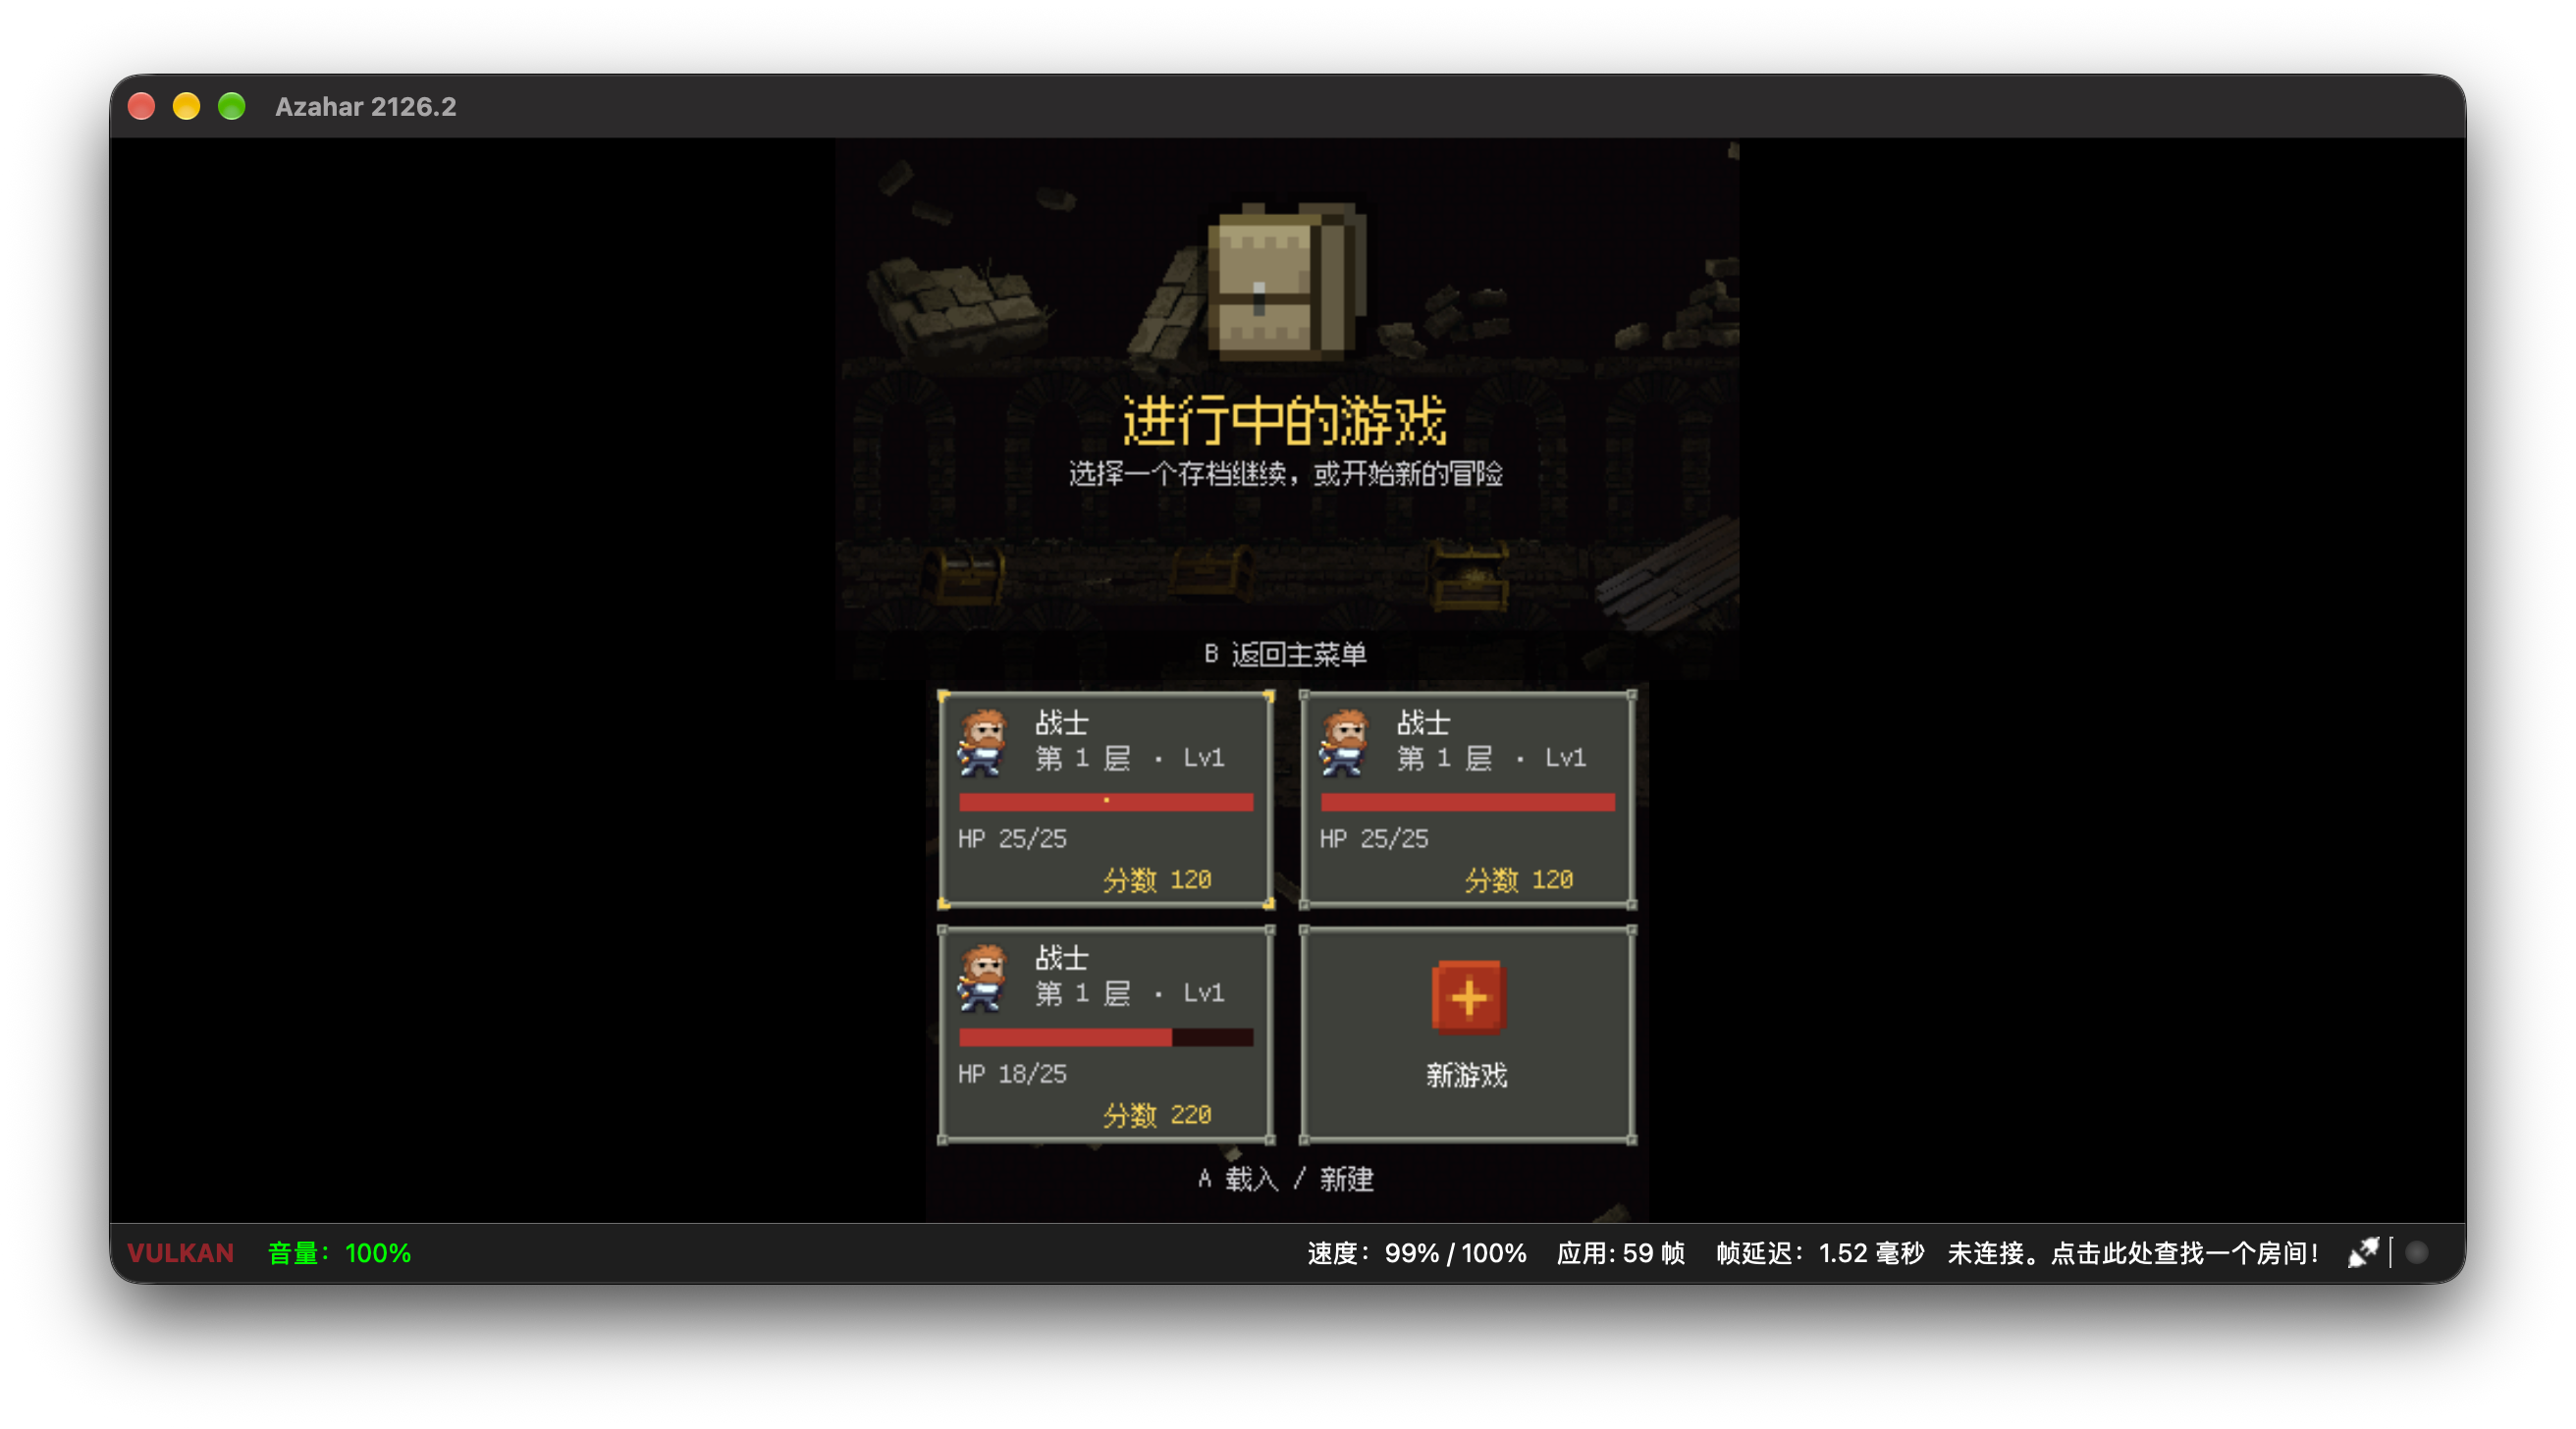 Azahar 2126.2
进行中的游戏
选择一个存档继续，或开始新的冒险
B 返回主菜单
战士
第 1 层 · Lv1
HP 25/25
分数 120
战士
第 1 层 · Lv1
HP 25/25
分数 120
战士
第 1 层 · Lv1
HP 18/25
分数 220
新游戏
A 载入 / 新建
VULKAN 音量：100% 速度：99% / 100% 应用: 59 帧 帧延迟：1.52 毫秒 未连接。点击此处查找一个房间！